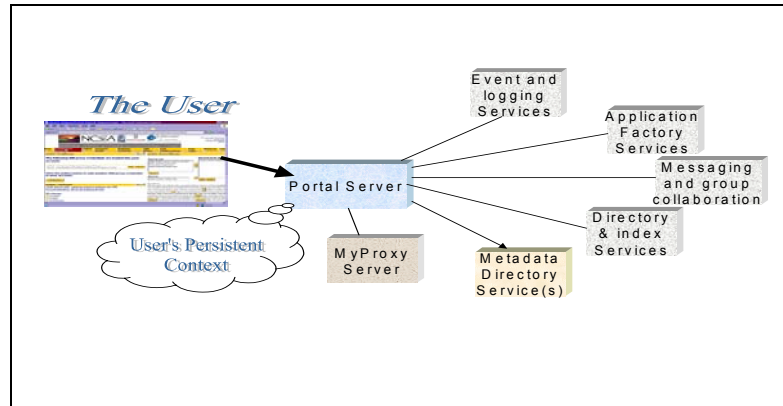 The User
NCSA
Event and
logging
Services
Application
Factory
Services
Messaging
and group
collaboration
Directory
& index
Services
Portal Server
User's Persistent
Context
MyProxy
Server
Metadata
Directory
Service(s)